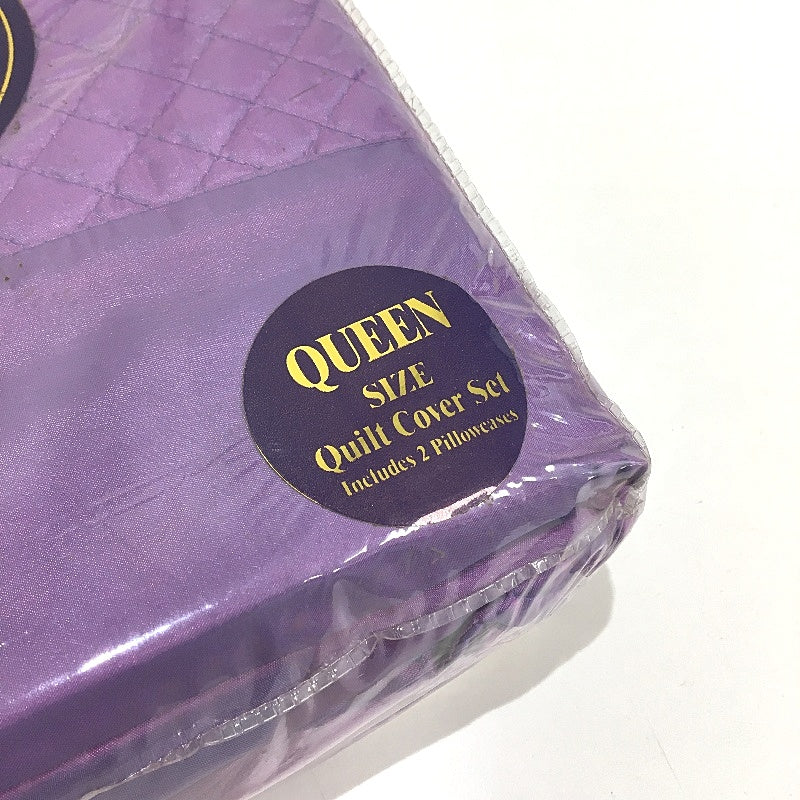 QUEEN
SIZE
Quilt Cover Set
Includes 2 Pillowcases